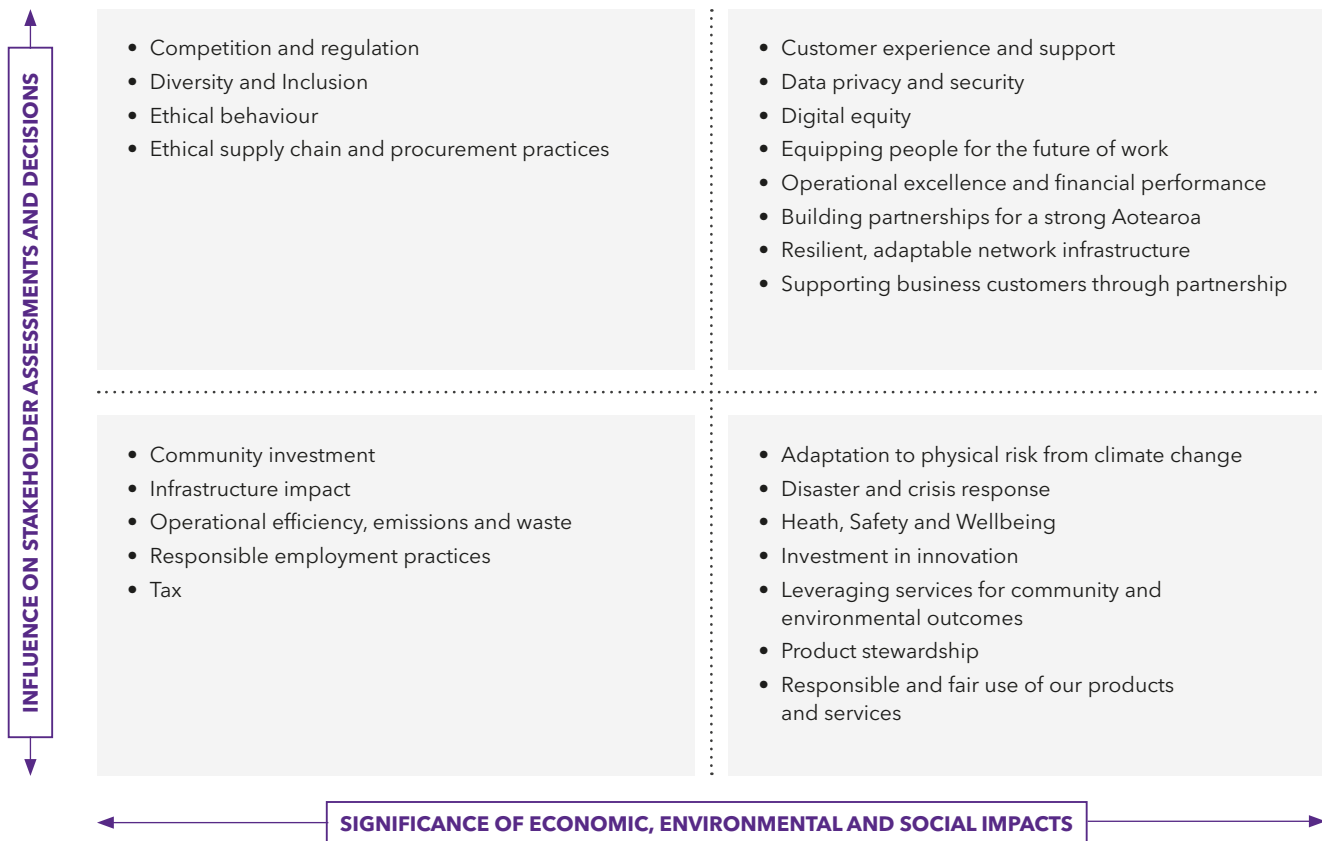 INFLUENCE ON STAKEHOLDER ASSESSMENTS AND DECISIONS
• Competition and regulation
• Diversity and Inclusion
• Ethical behaviour
• Ethical supply chain and procurement practices
• Customer experience and support
• Data privacy and security
• Digital equity
• Equipping people for the future of work
• Operational excellence and financial performance
• Building partnerships for a strong Aotearoa
• Resilient, adaptable network infrastructure
• Supporting business customers through partnership
• Community investment
• Infrastructure impact
• Operational efficiency, emissions and waste
• Responsible employment practices
• Tax
• Adaptation to physical risk from climate change
• Disaster and crisis response
• Heath, Safety and Wellbeing
• Investment in innovation
• Leveraging services for community and
environmental outcomes
• Product stewardship
• Responsible and fair use of our products
and services
SIGNIFICANCE OF ECONOMIC, ENVIRONMENTAL AND SOCIAL IMPACTS